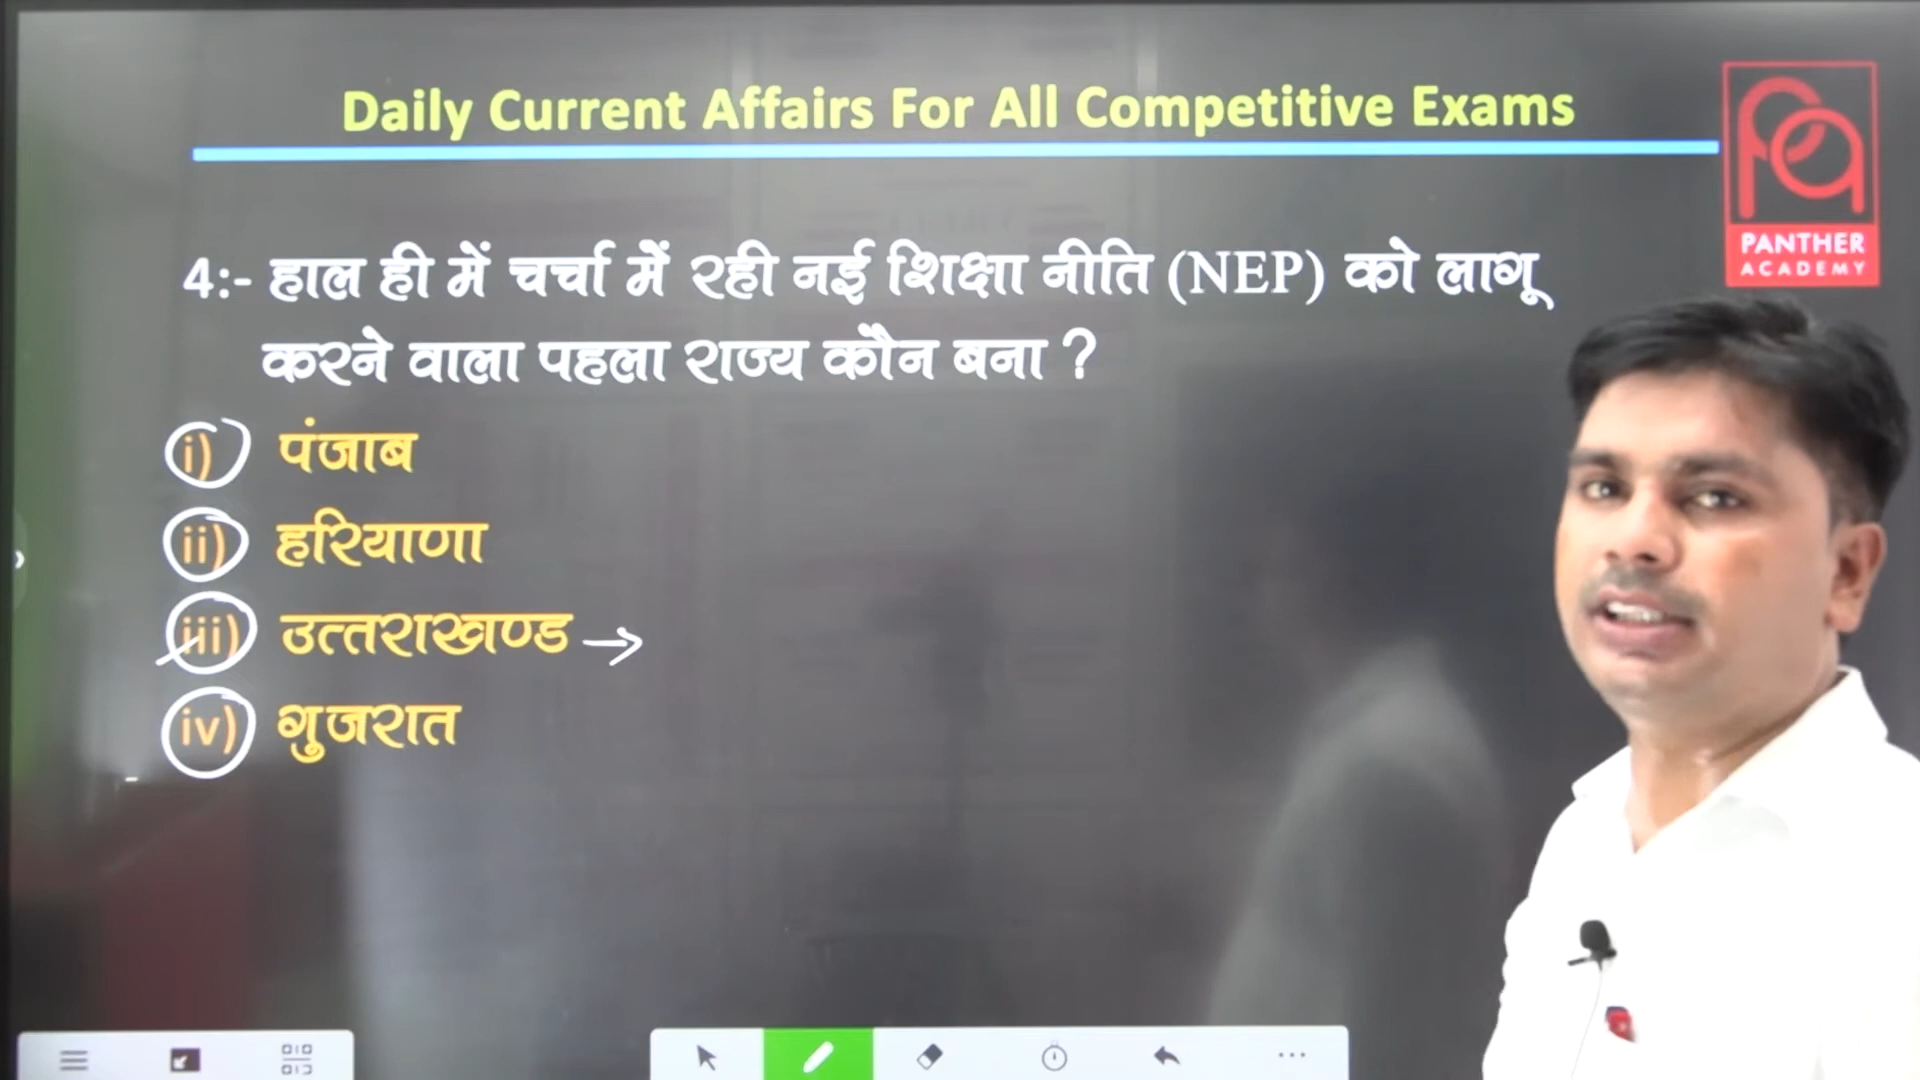 Daily Current Affairs For All Competitive Exams
PANTHER
ACADEMY
4:- हाल ही में चर्चा में रही नई शिक्षा नीति (NEP) को लागू
करने वाला पहला राज्य कौन बना ?
i) पंजाब
ii) हरियाणा
iii) उत्तराखण्ड →
iv) गुजरात